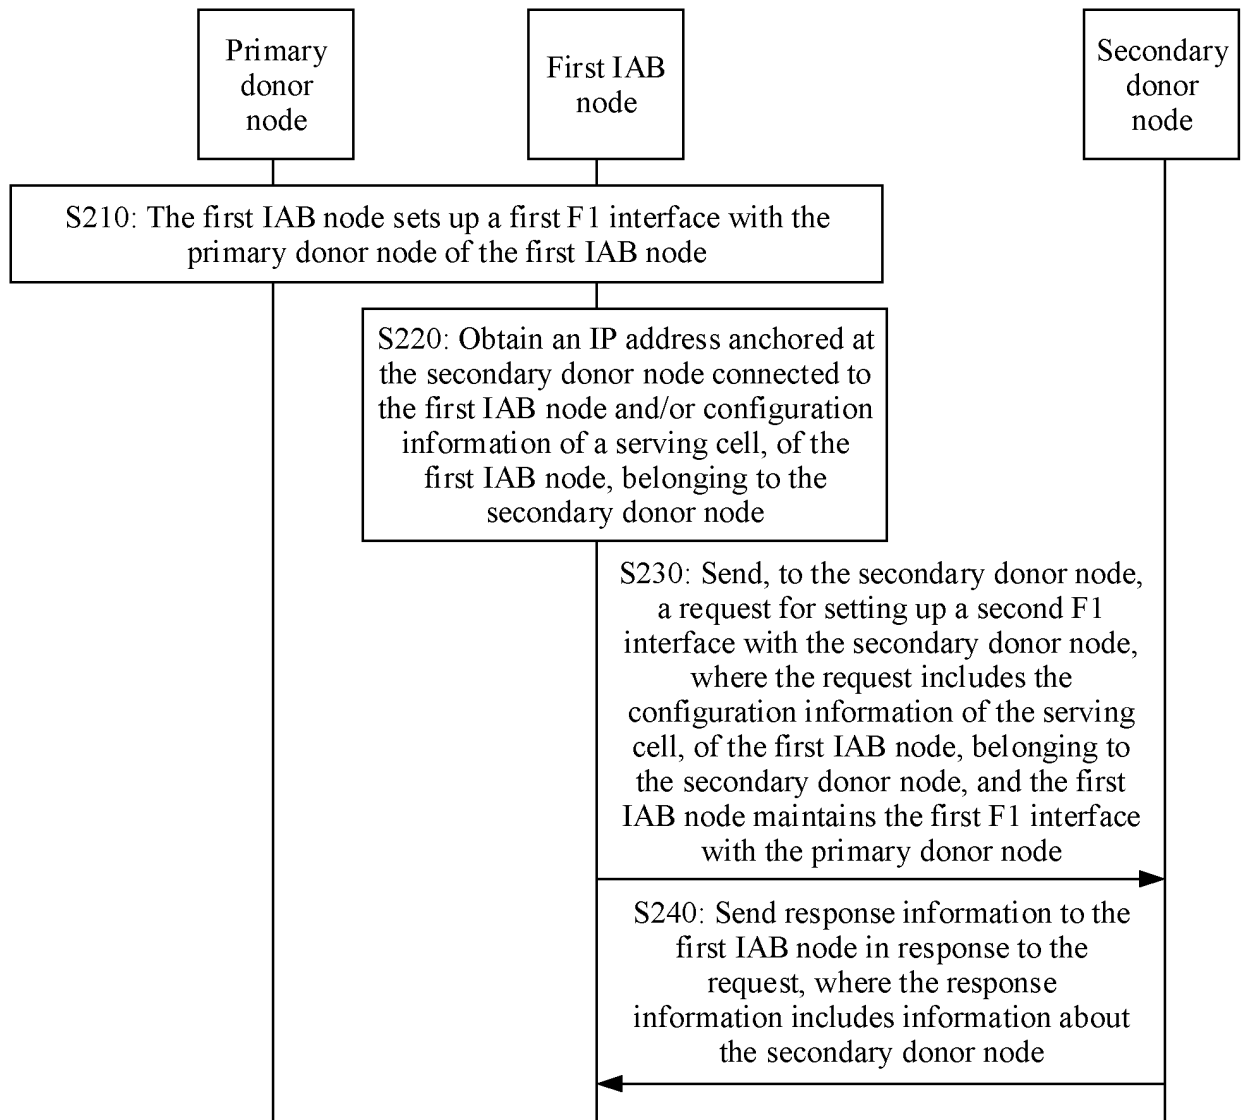 Primary
donor
node
First IAB
node
Secondary
donor
node
S210: The first IAB node sets up a first F1 interface with the
primary donor node of the first IAB node
S220: Obtain an IP address anchored at
the secondary donor node connected to
the first IAB node and/or configuration
information of a serving cell, of the
first IAB node, belonging to the
secondary donor node
S230: Send, to the secondary donor node,
a request for setting up a second F1
interface with the secondary donor node,
where the request includes the
configuration information of the serving
cell, of the first IAB node, belonging to
the secondary donor node, and the first
IAB node maintains the first F1 interface
with the primary donor node
S240: Send response information to the
first IAB node in response to the
request, where the response
information includes information about
the secondary donor node